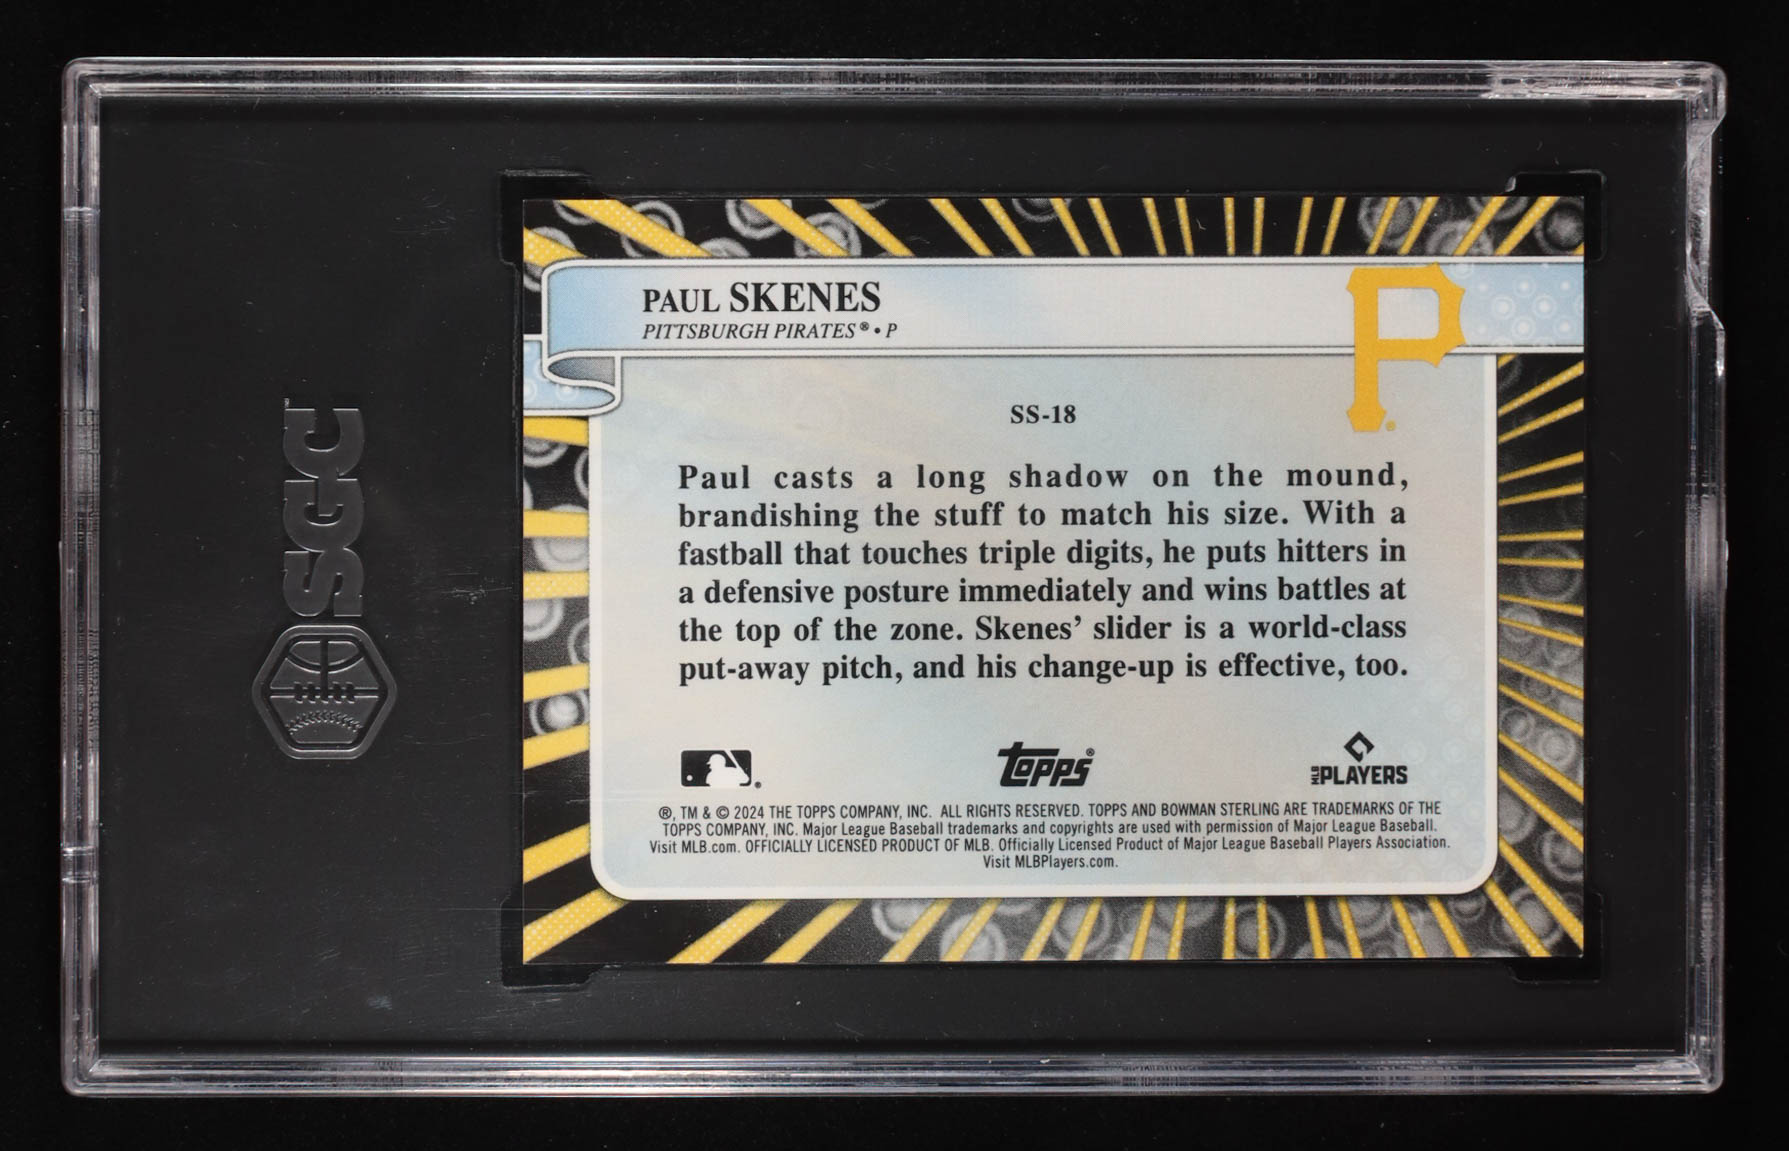 PAUL SKENES
PITTSBURGH PIRATES® • P
P
®
SS-18
Paul casts a long shadow on the mound,
brandishing the stuff to match his size. With a
fastball that touches triple digits, he puts hitters in
a defensive posture immediately and wins battles at
the top of the zone. Skenes’ slider is a world-class
put-away pitch, and his change-up is effective, too.
®
Topps®
MLB PLAYERS
®, TM & © 2024 THE TOPPS COMPANY, INC. ALL RIGHTS RESERVED. TOPPS AND BOWMAN STERLING ARE TRADEMARKS OF THE
TOPPS COMPANY, INC. Major League Baseball trademarks and copyrights are used with permission of Major League Baseball.
Visit MLB.com. OFFICIALLY LICENSED PRODUCT OF MLB. Officially Licensed Product of Major League Baseball Players Association.
Visit MLBPlayers.com.
SGC™